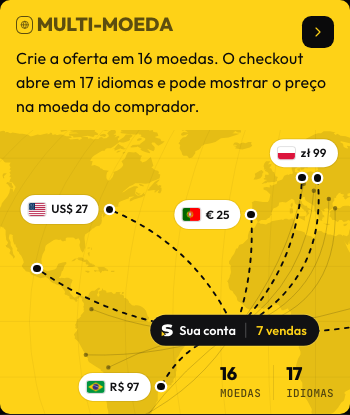 MULTI-MOEDA
Crie a oferta em 16 moedas. O checkout
abre em 17 idiomas e pode mostrar o preço
na moeda do comprador.
zł 99
US$ 27
€ 25
S Sua conta 7 vendas
R$ 97
16 17
MOEDAS IDIOMAS